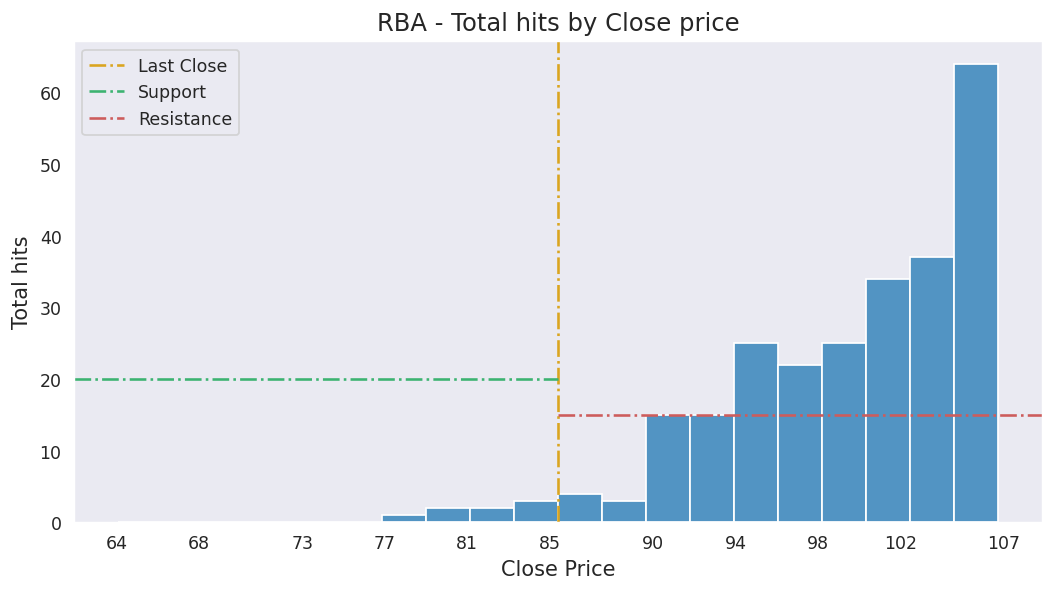 RBA - Total hits by Close price
Last Close
Support
Resistance
Total hits
60
50
40
30
20
10
0
64 68 73 77 81 85 90 94 98 102 107
Close Price